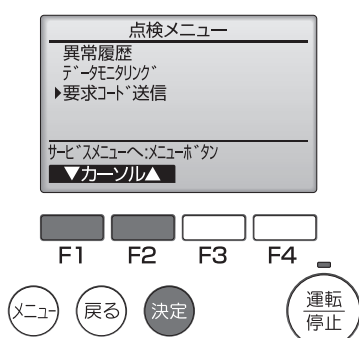 点検メニュー
異常履歴
データモニタリング
▶要求コード送信
サービスメニューへ:メニューボタン
▼カーソル▲
F1 F2 F3 F4
メニュー 戻る 決定 運転
停止